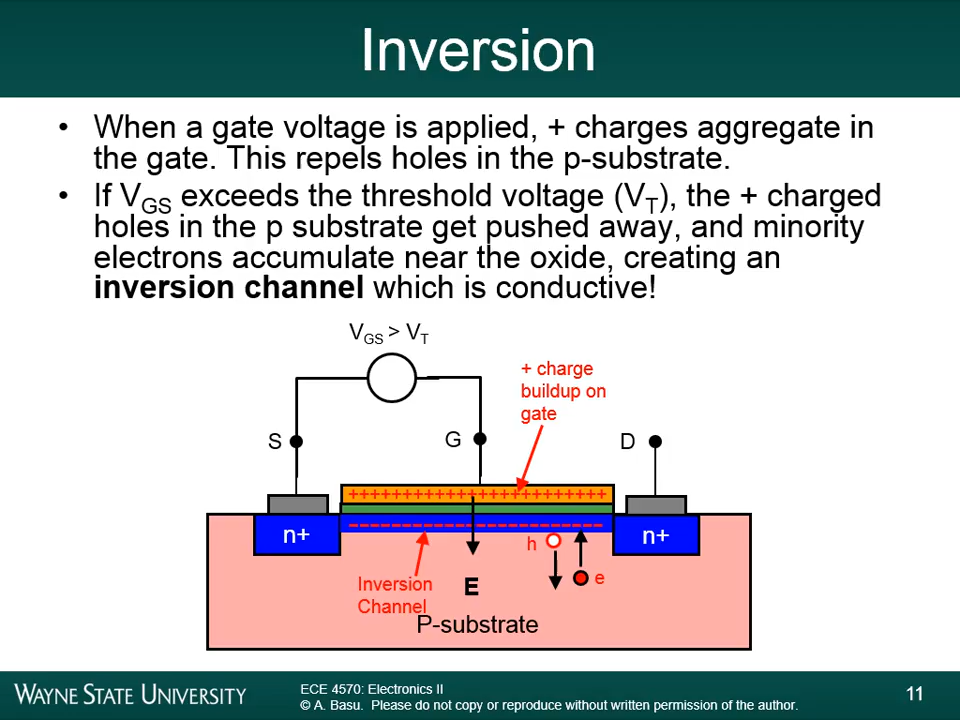 Inversion
• When a gate voltage is applied, + charges aggregate in
the gate. This repels holes in the p-substrate.
• If VGS exceeds the threshold voltage (VT), the + charged
holes in the p substrate get pushed away, and minority
electrons accumulate near the oxide, creating an
inversion channel which is conductive!
VGS > VT
+ charge
buildup on
gate
S
G
D
++++++++++++++++++++++++
n+
------------------------
n+
h
e
Inversion
Channel
E
P-substrate
WAYNE STATE UNIVERSITY
ECE 4570: Electronics II
© A. Basu. Please do not copy or reproduce without written permission of the author.
11